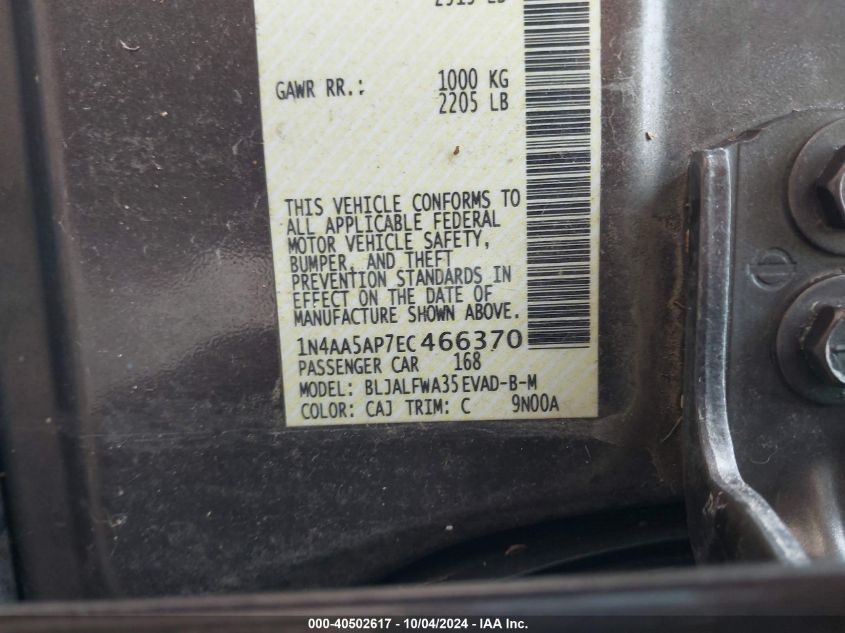 GAWR RR.: 1000 KG
2205 LB
THIS VEHICLE CONFORMS TO
ALL APPLICABLE FEDERAL
MOTOR VEHICLE SAFETY,
BUMPER, AND THEFT
PREVENTION STANDARDS IN
EFFECT ON THE DATE OF
MANUFACTURE SHOWN ABOVE.
1N4AA5AP7EC466370
PASSENGER CAR 168
MODEL: BLJALFWA35EVAD-B-M
COLOR: CAJ TRIM: C 9N00A
000-40502617 - 10/04/2024 - IAA Inc.